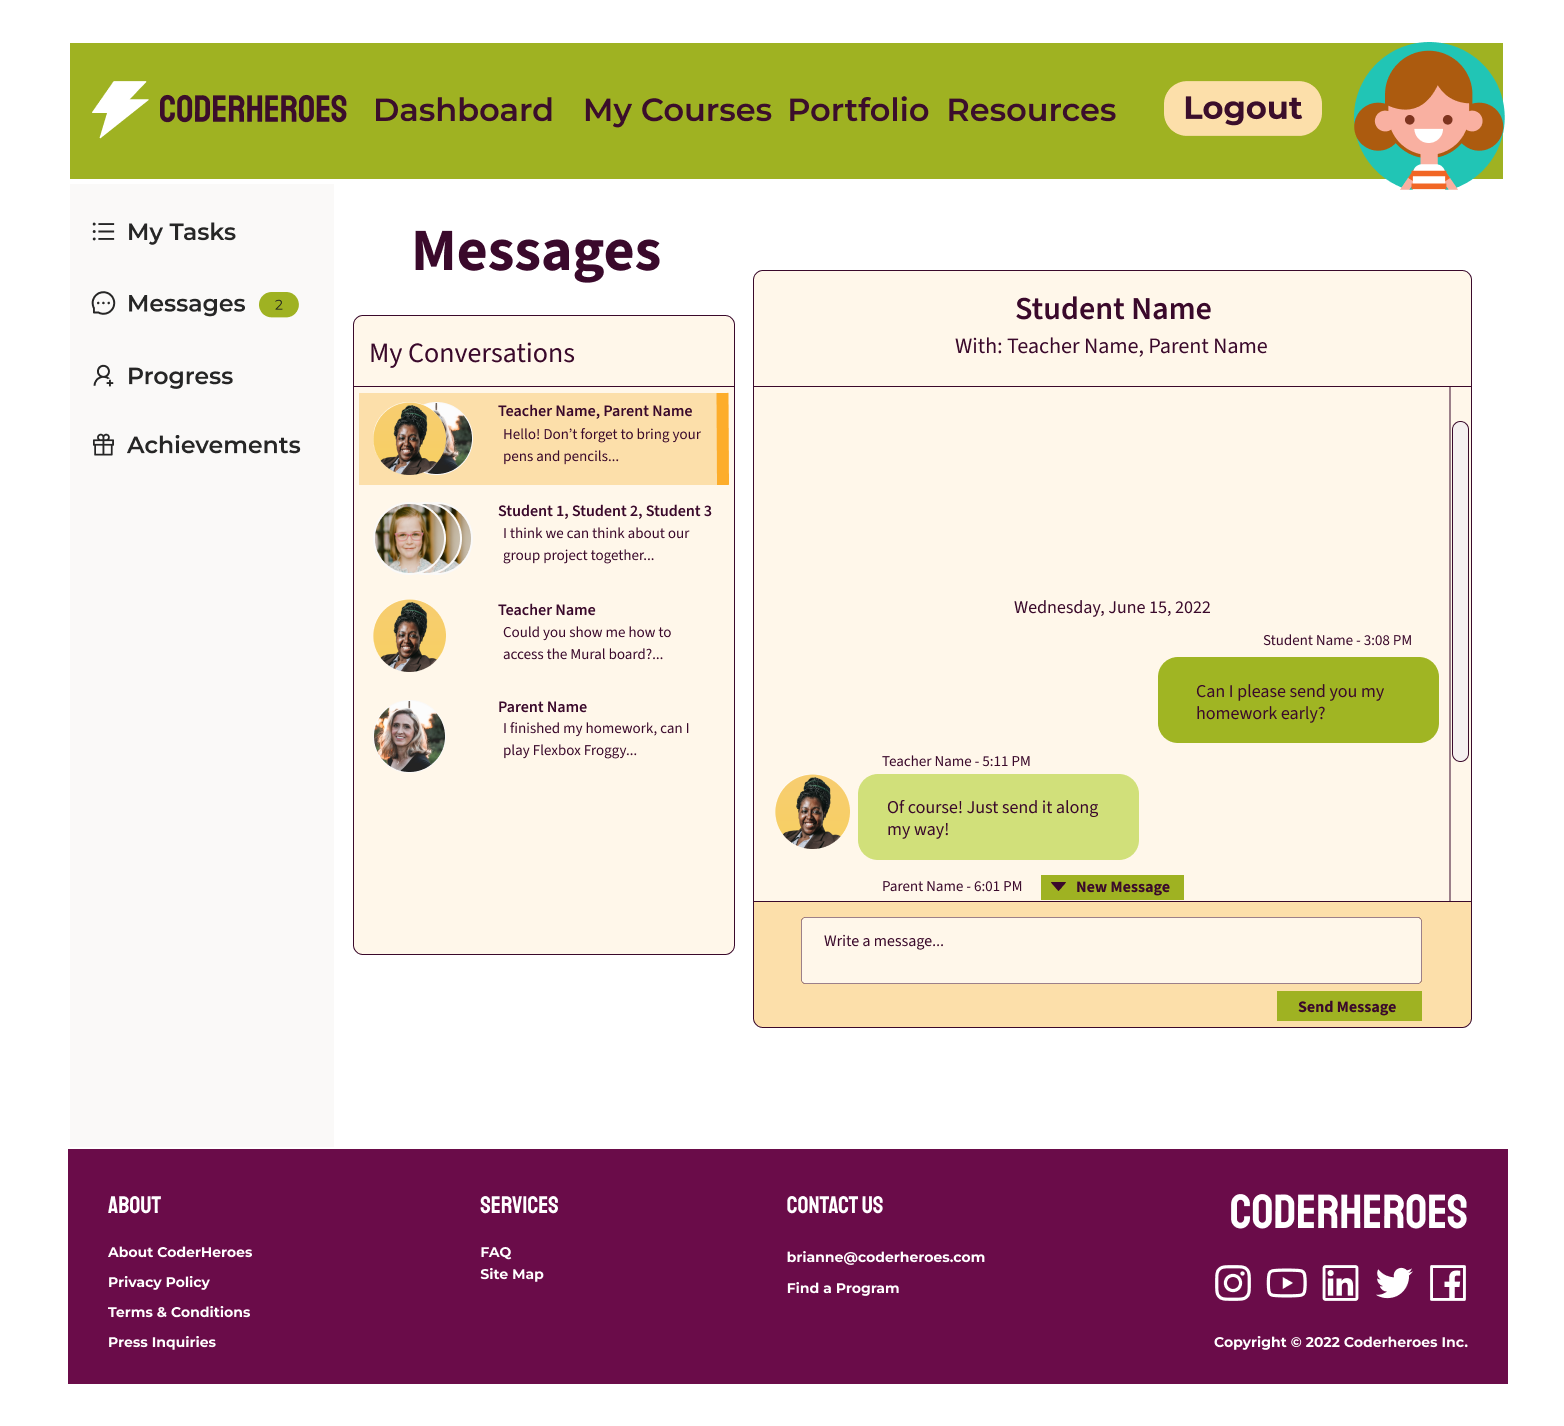 CODERHEROES Dashboard My Courses Portfolio Resources Logout
My Tasks
Messages 2
Progress
Achievements
Messages
My Conversations
Teacher Name, Parent Name
Hello! Don’t forget to bring your
pens and pencils...
Student 1, Student 2, Student 3
I think we can think about our
group project together...
Teacher Name
Could you show me how to
access the Mural board?...
Parent Name
I finished my homework, can I
play Flexbox Froggy...
Student Name
With: Teacher Name, Parent Name
Wednesday, June 15, 2022
Student Name - 3:08 PM
Can I please send you my
homework early?
Teacher Name - 5:11 PM
Of course! Just send it along
my way!
Parent Name - 6:01 PM
New Message
Write a message...
Send Message
ABOUT
About CoderHeroes
Privacy Policy
Terms & Conditions
Press Inquiries
SERVICES
FAQ
Site Map
CONTACT US
brianne@coderheroes.com
Find a Program
CODERHEROES
Copyright © 2022 Coderheroes Inc.